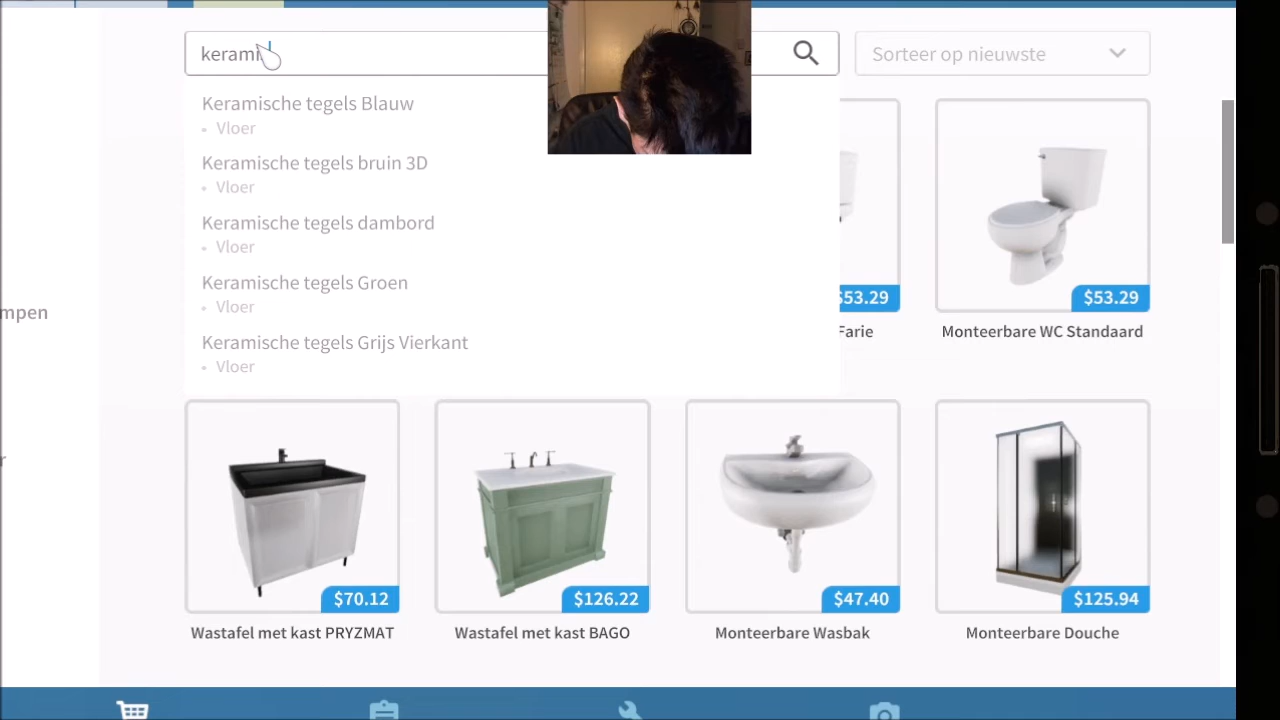 kerami
Sorteer op nieuwste
Keramische tegels Blauw
• Vloer
Keramische tegels bruin 3D
• Vloer
Keramische tegels dambord
• Vloer
Keramische tegels Groen
• Vloer
Keramische tegels Grijs Vierkant
• Vloer
mpen
r
$53.29
$53.29
Farie
Monteerbare WC Standaard
$70.12
$126.22
$47.40
$125.94
Wastafel met kast PRYZMAT
Wastafel met kast BAGO
Monteerbare Wasbak
Monteerbare Douche